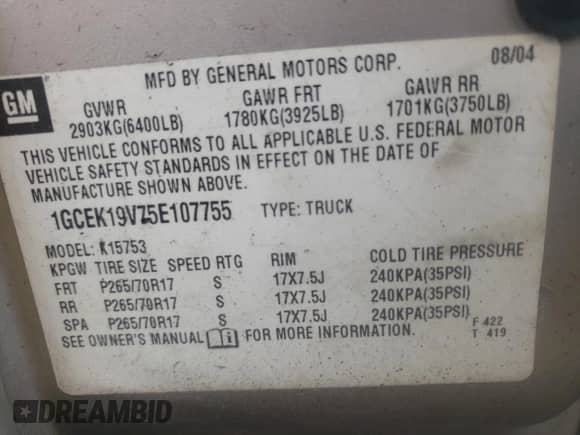 GM
MFD BY GENERAL MOTORS CORP. 08/04
GVWR GAWR FRT GAWR RR
2903KG(6400LB) 1780KG(3925LB) 1701KG(3750LB)
THIS VEHICLE CONFORMS TO ALL APPLICABLE U.S. FEDERAL MOTOR
VEHICLE SAFETY STANDARDS IN EFFECT ON THE DATE OF
MANUFACTURE SHOWN ABOVE.
1GCEK19VZ5E107755 TYPE: TRUCK
MODEL: K15753
KPGW TIRE SIZE SPEED RTG RIM COLD TIRE PRESSURE
FRT P265/70R17 S 17X7.5J 240KPA(35PSI)
RR P265/70R17 S 17X7.5J 240KPA(35PSI)
SPA P265/70R17 S 17X7.5J 240KPA(35PSI)
SEE OWNER'S MANUAL FOR MORE INFORMATION.
F 422
T 419
DREAMBID